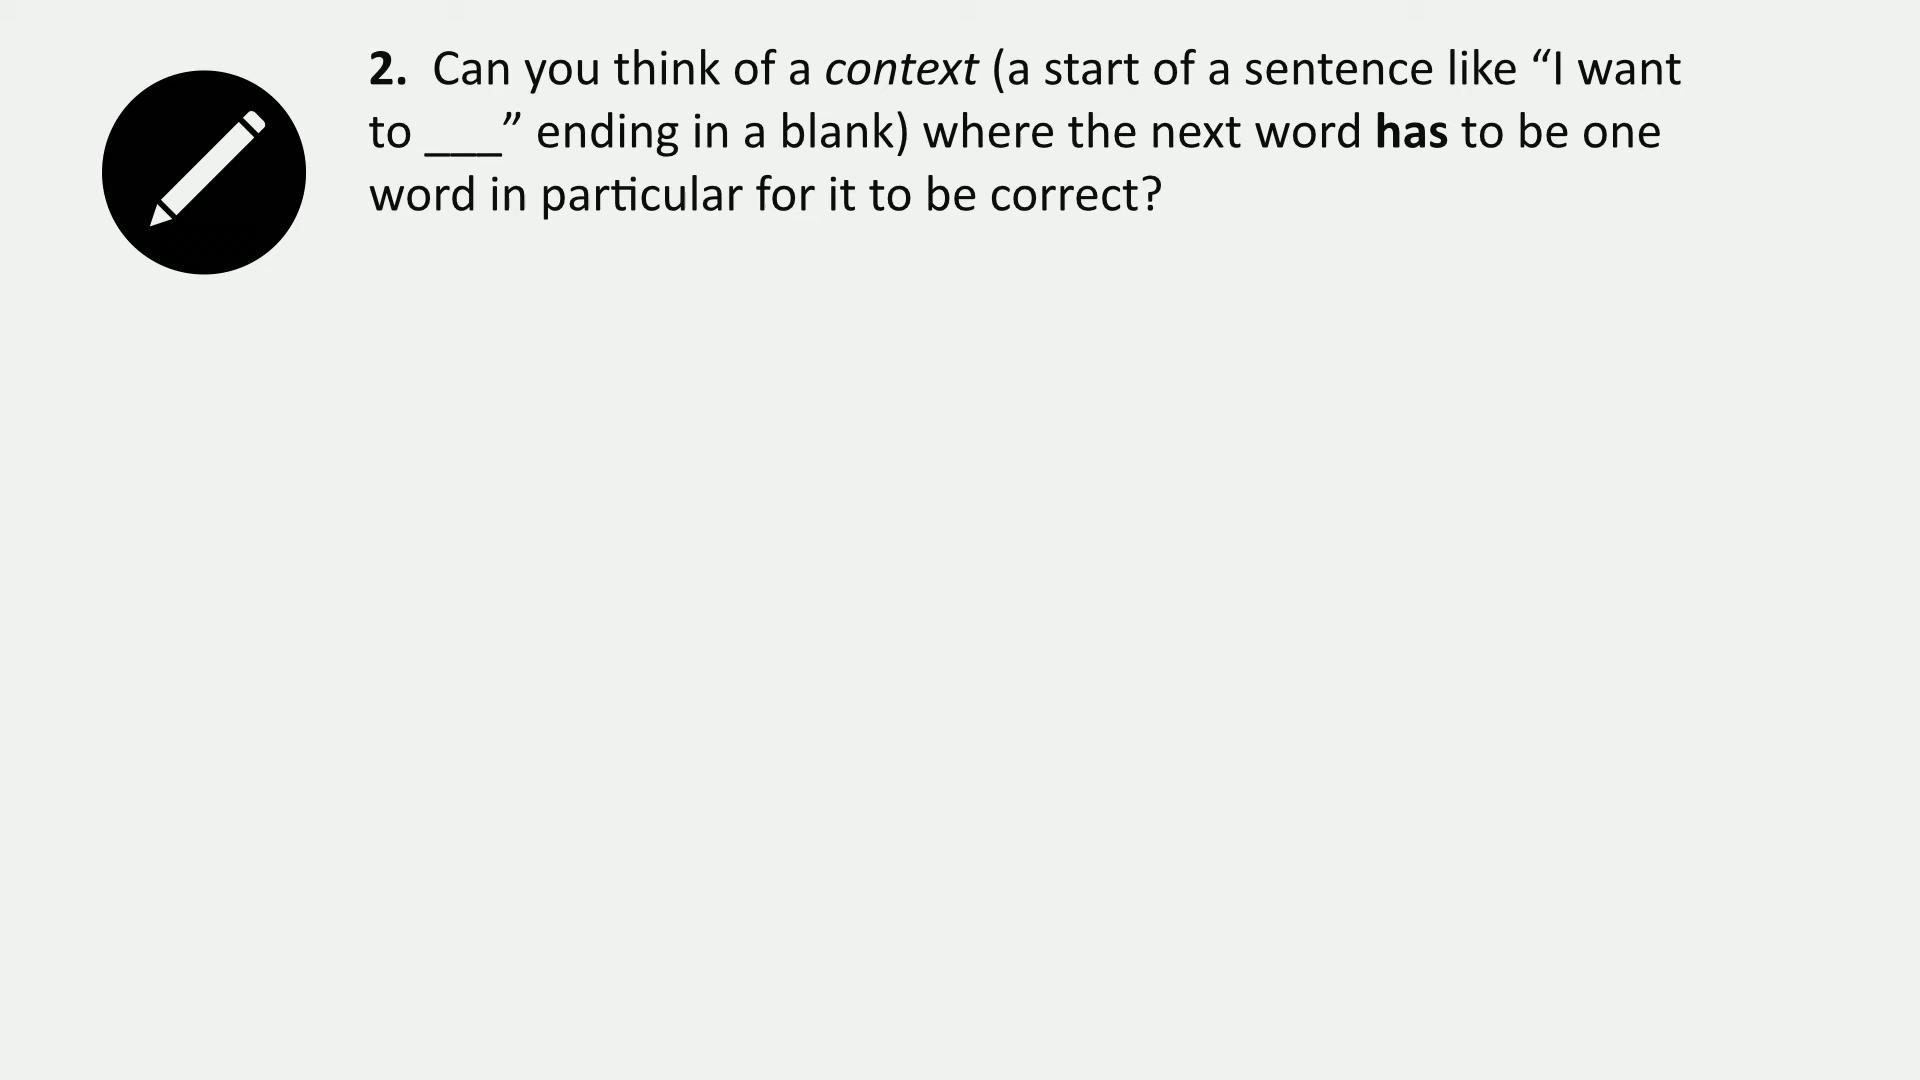 2. Can you think of a context (a start of a sentence like “I want
to ___” ending in a blank) where the next word has to be one
word in particular for it to be correct?